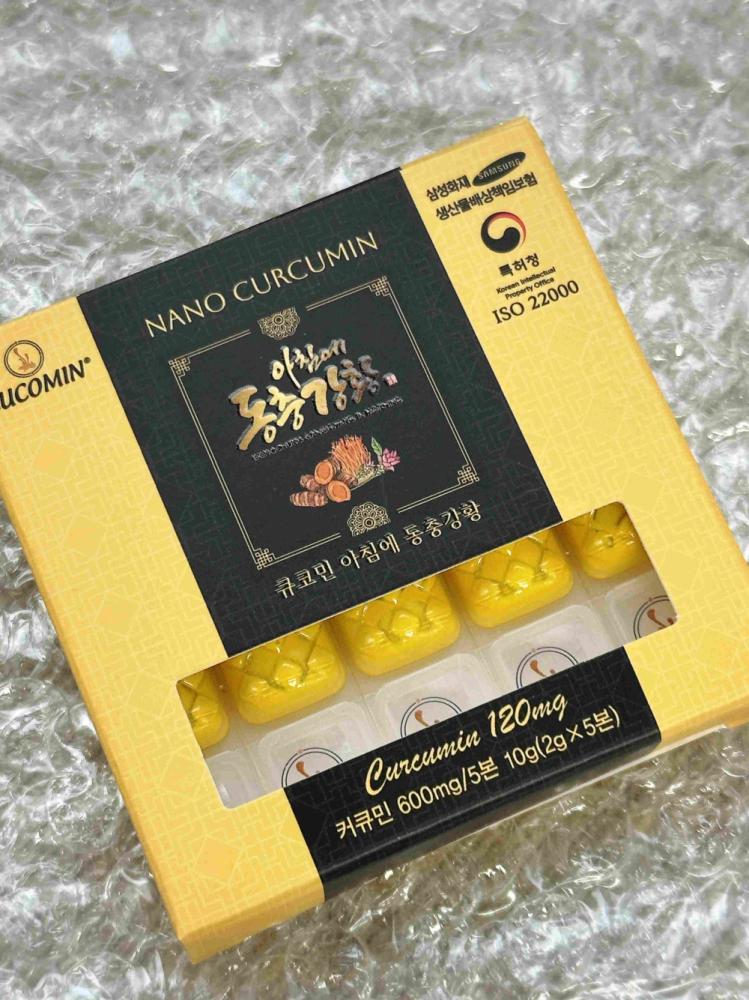 삼성화재 SAMSUNG
생산물배상책임보험
특허청
Korean Intellectual
Property Office
ISO 22000
NANO CURCUMIN
UCOMIN®
아침에
동충강황
큐코민 아침에 동충강황
Curcumin 120mg
커큐민 600mg/5본 10g(2g×5본)